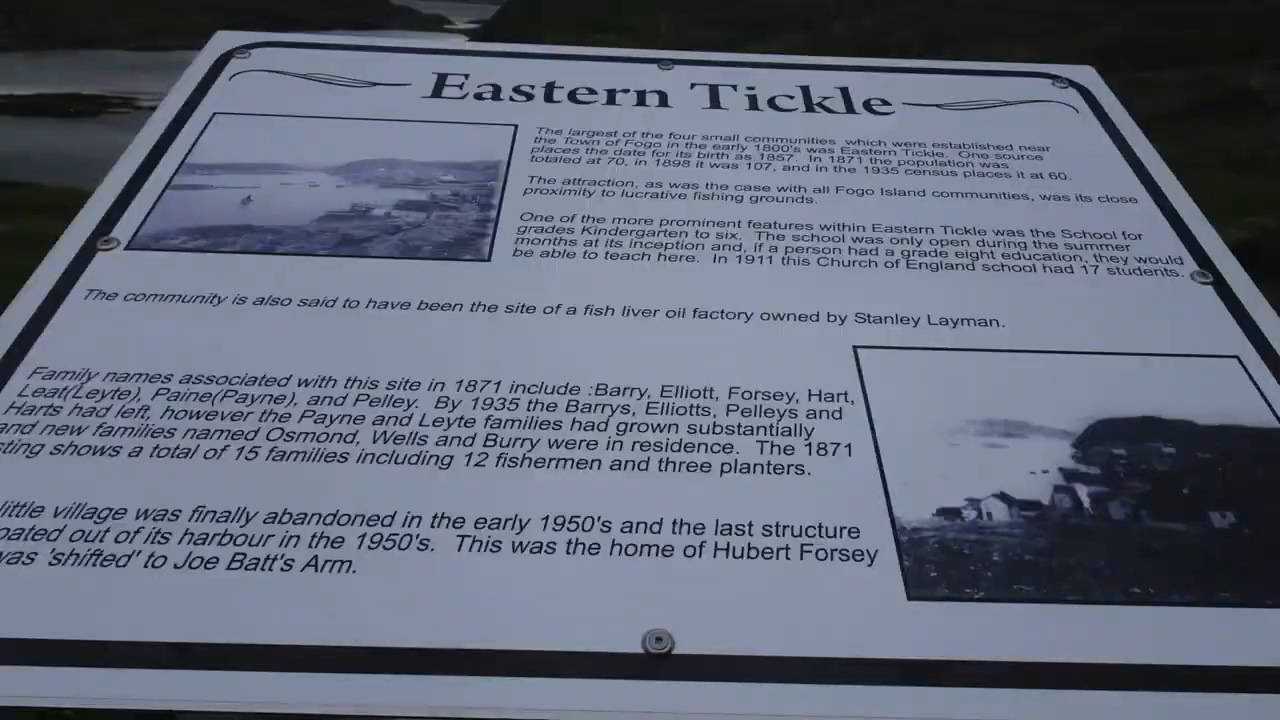 Eastern Tickle
The largest of the four small communities which were established near
the Town of Fogo in the early 1800's was Eastern Tickle. One source
places the date for its birth as 1857. In 1871 the population was
totaled at 70, in 1898 it was 107, and in the 1935 census places it at 60.
The attraction, as was the case with all Fogo Island communities, was its close
proximity to lucrative fishing grounds.
One of the more prominent features within Eastern Tickle was the School for
grades Kindergarten to six. The school was only open during the summer
months at its inception and, if a person had a grade eight education, they would
be able to teach here. In 1911 this Church of England school had 17 students.
The community is also said to have been the site of a fish liver oil factory owned by Stanley Layman.
Family names associated with this site in 1871 include :Barry, Elliott, Forsey, Hart,
Leat(Leyte), Paine(Payne), and Pelley. By 1935 the Barrys, Elliotts, Pelleys and
Harts had left, however the Payne and Leyte families had grown substantially
and new families named Osmond, Wells and Burry were in residence. The 1871
sting shows a total of 15 families including 12 fishermen and three planters.
little village was finally abandoned in the early 1950's and the last structure
oated out of its harbour in the 1950's. This was the home of Hubert Forsey
was 'shifted' to Joe Batt's Arm.